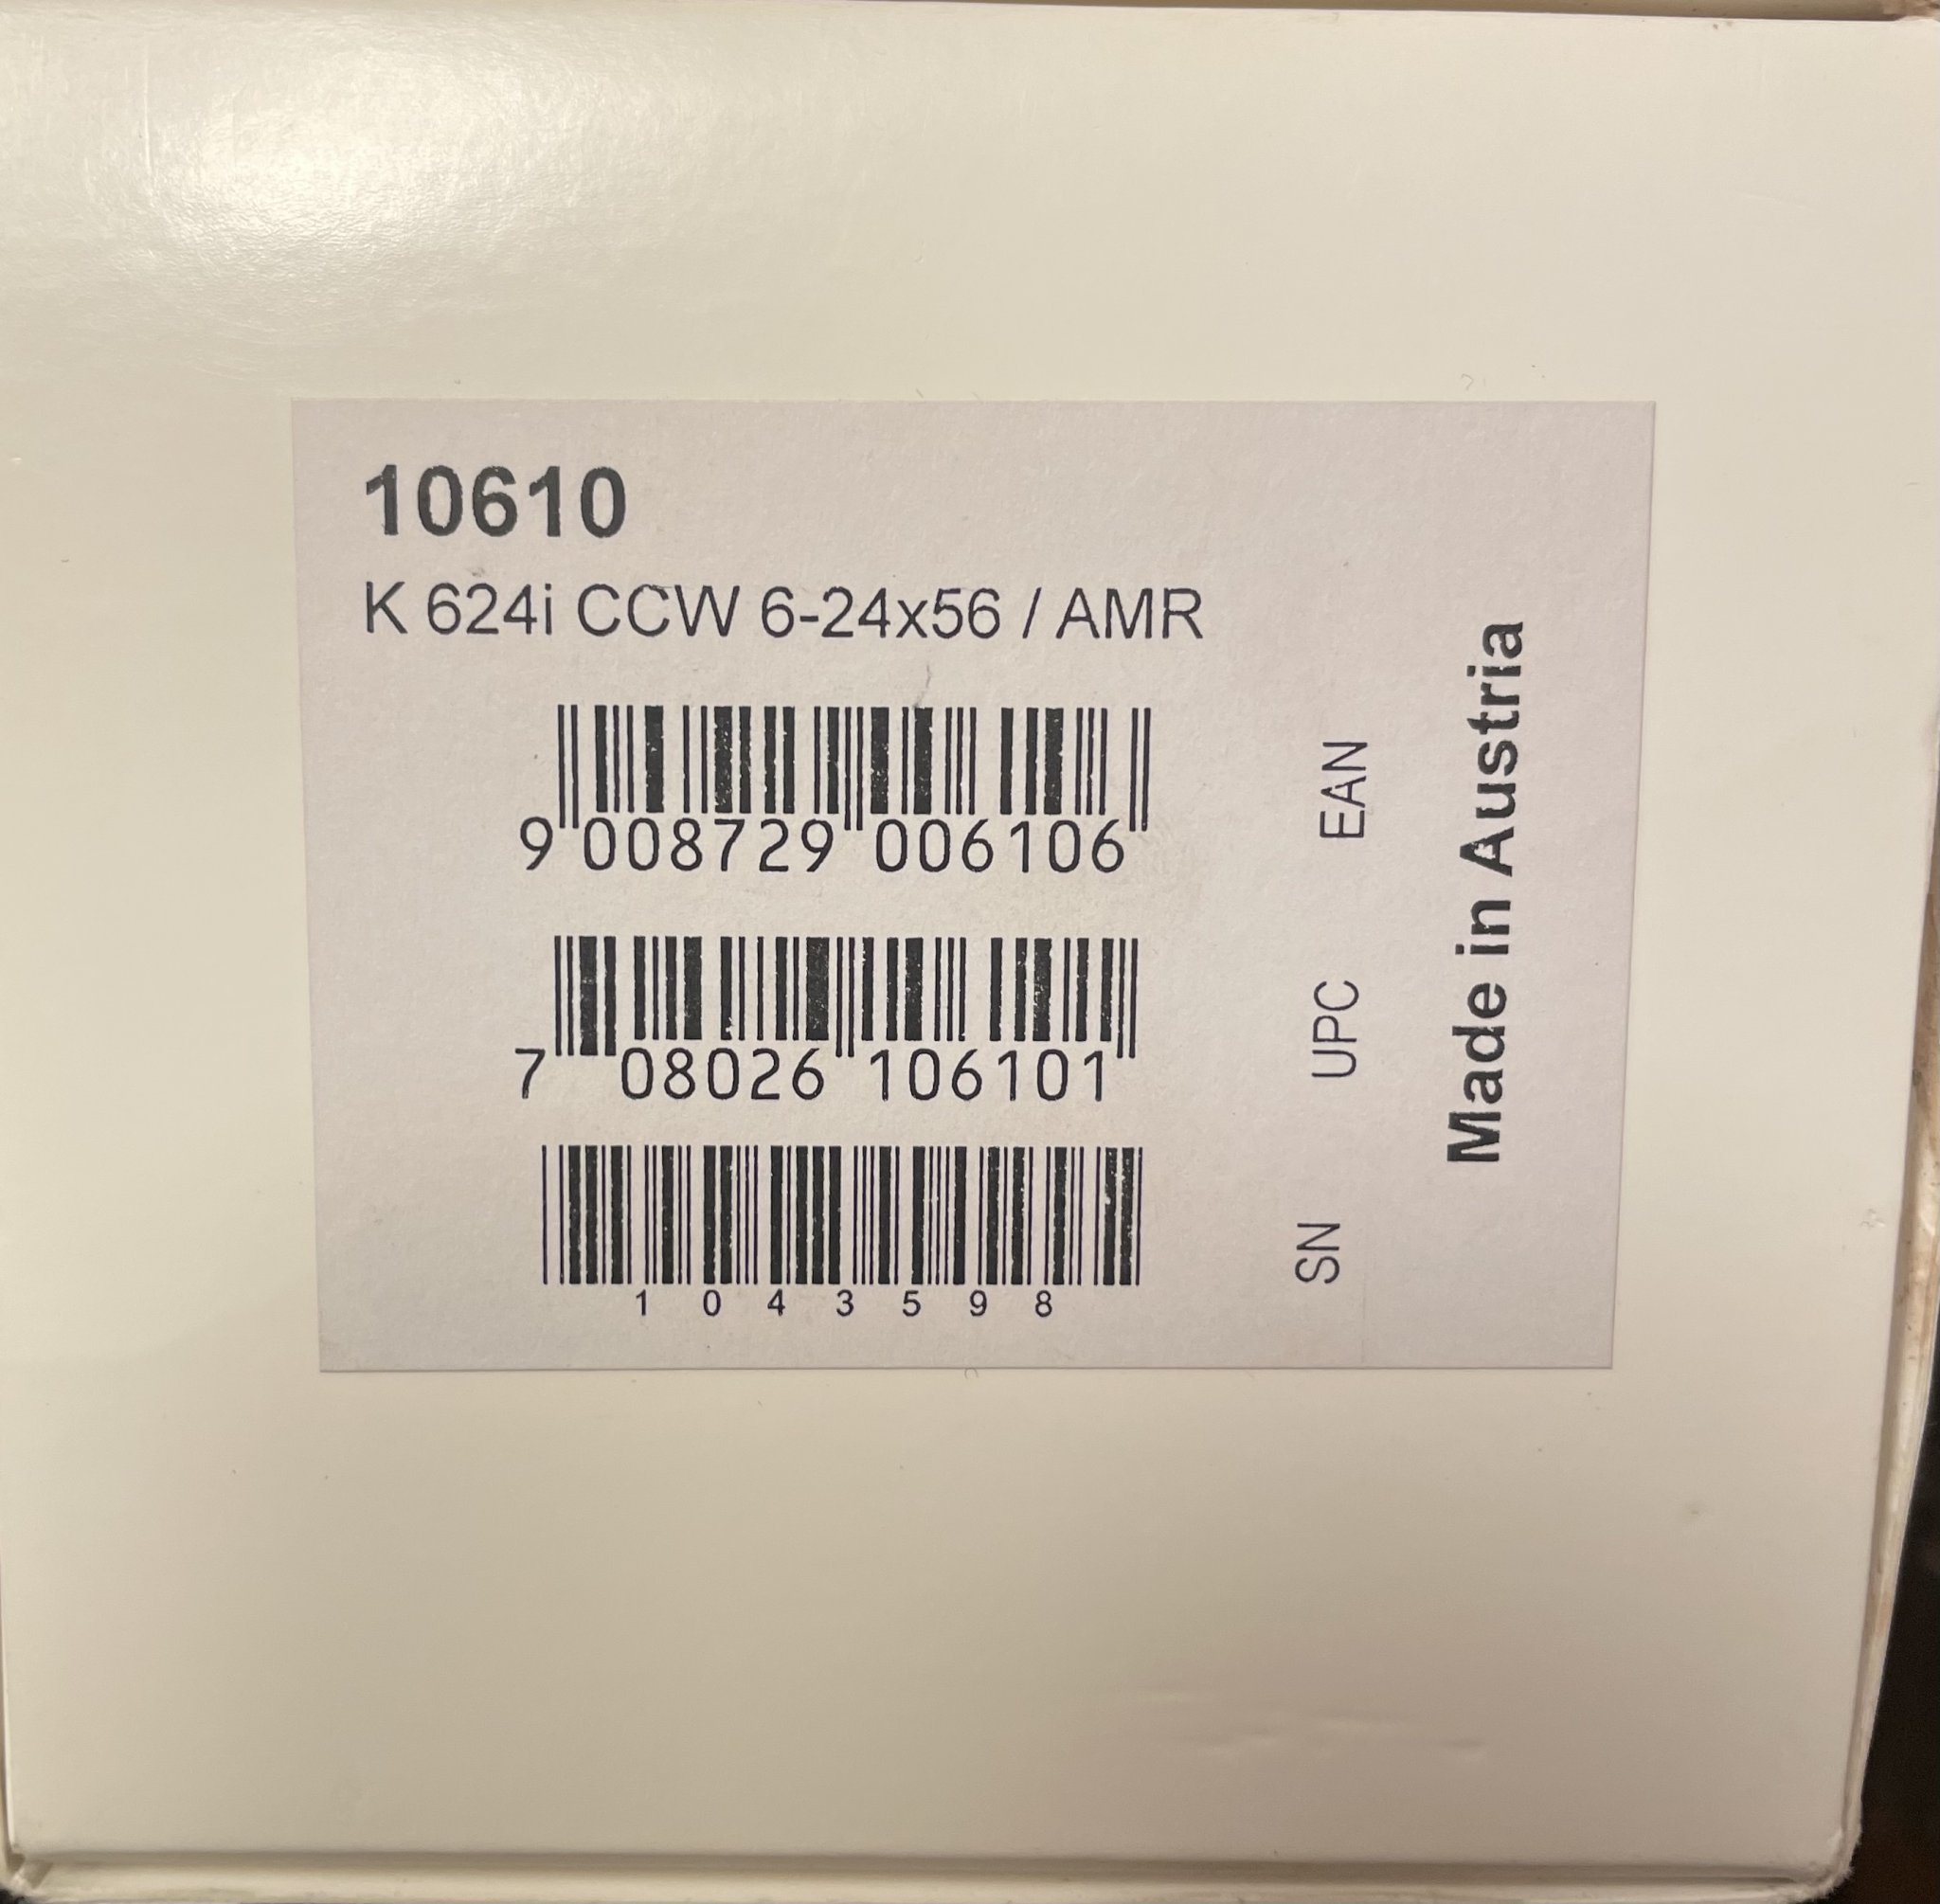 10610
K 624i CCW 6-24x56 / AMR
9 008729 006106
EAN
7 08026 106101
UPC
1 0 4 3 5 9 8
SN
Made in Austria